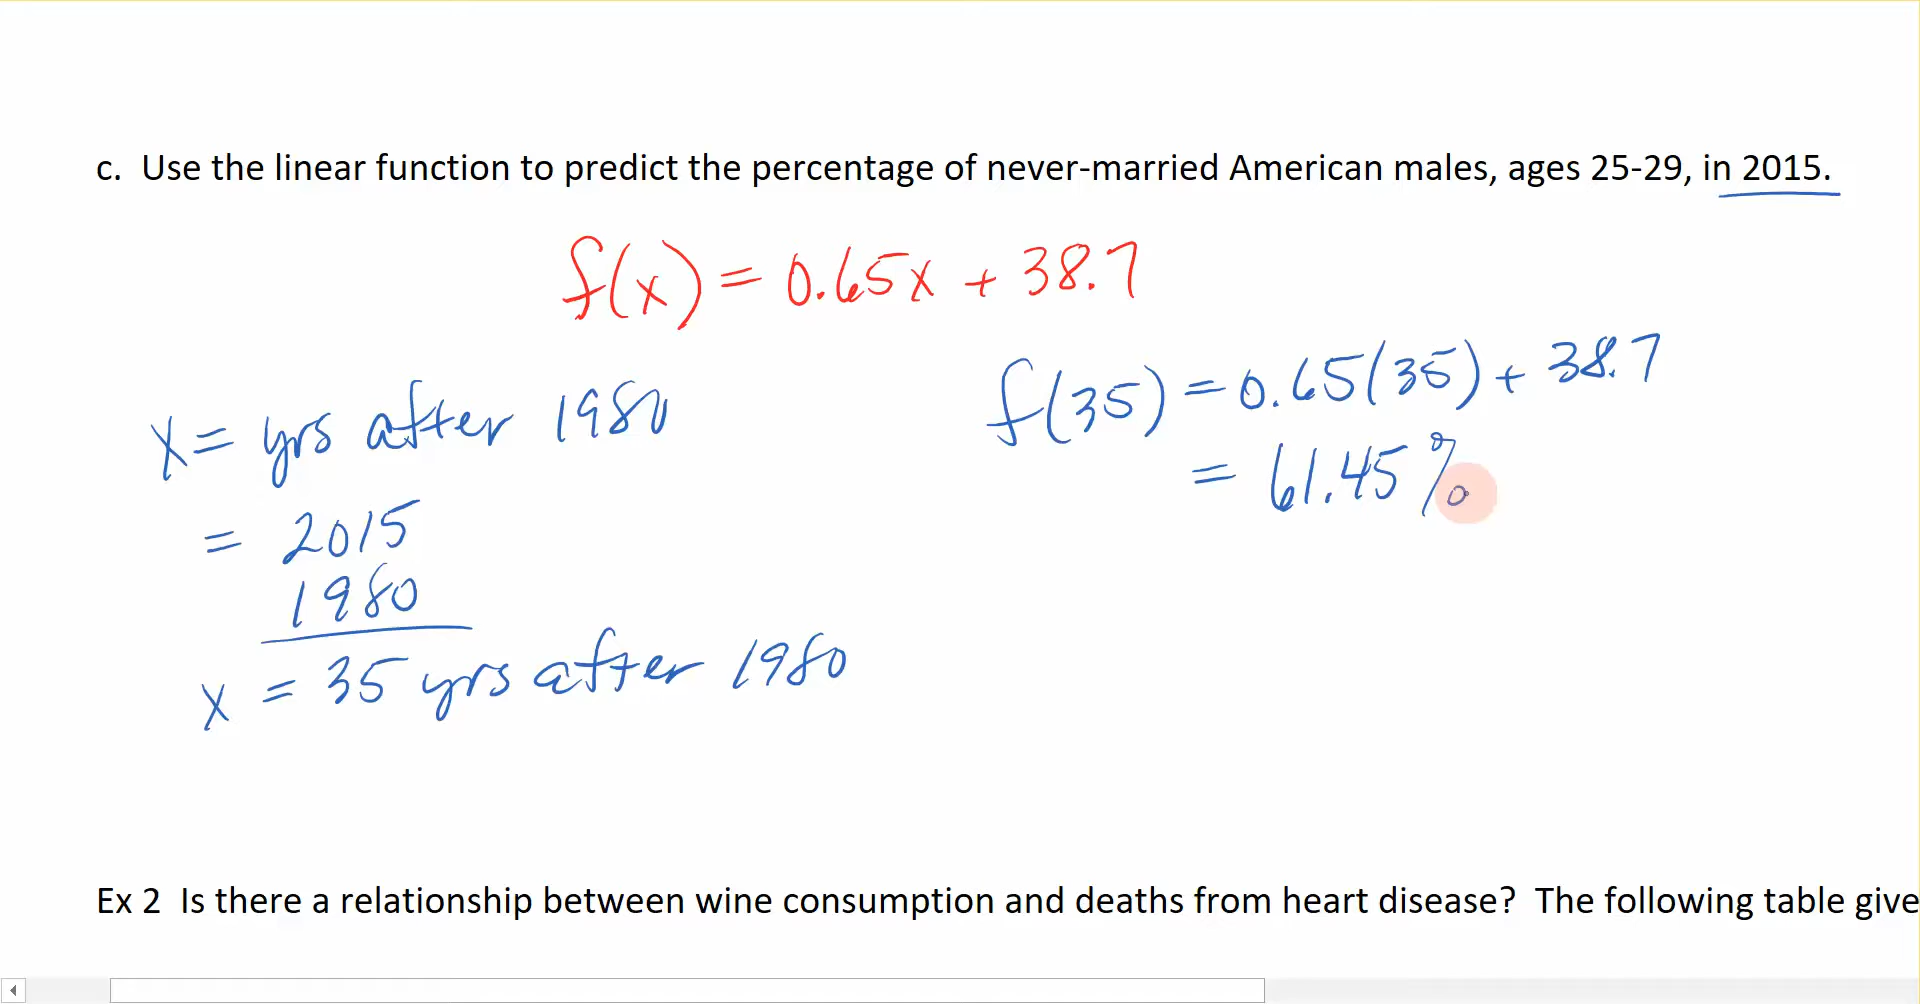 c. Use the linear function to predict the percentage of never-married American males, ages 25-29, in 2015.
f(x) = 0.65x + 38.7
x = yrs after 1980
= 2015
1980
x = 35 yrs after 1980
f(35) = 0.65(35) + 38.7
= 61.45%
Ex 2 Is there a relationship between wine consumption and deaths from heart disease? The following table give